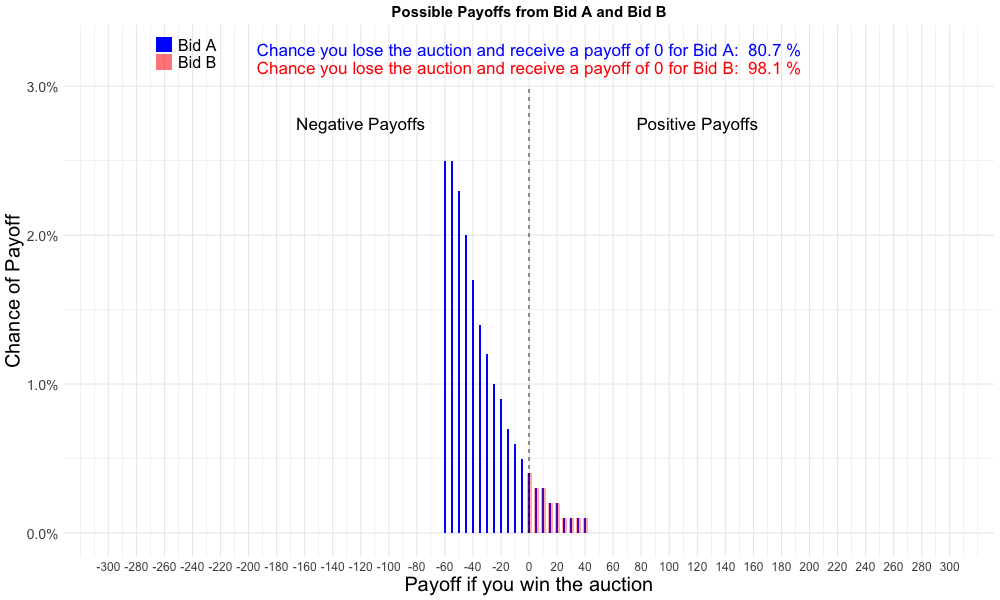 Possible Payoffs from Bid A and Bid B
Bid A
Bid B
Chance you lose the auction and receive a payoff of 0 for Bid A:  80.7 %
Chance you lose the auction and receive a payoff of 0 for Bid B:  98.1 %
3.0%
Negative Payoffs
Positive Payoffs
2.0%
Chance of Payoff
1.0%
0.0%
-300 -280 -260 -240 -220 -200 -180 -160 -140 -120 -100 -80 -60 -40 -20 0 20 40 60 80 100 120 140 160 180 200 220 240 260 280 300
Payoff if you win the auction